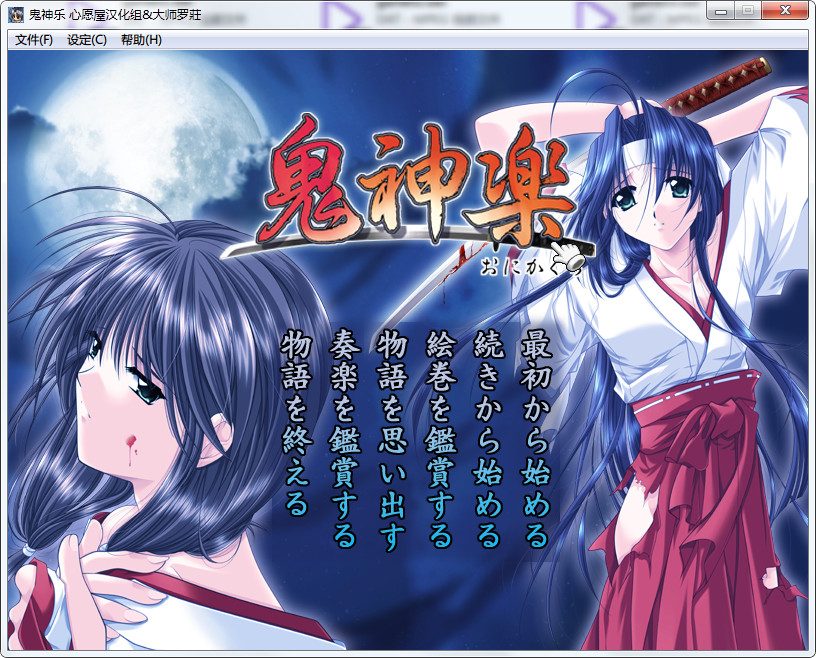 鬼神乐 心愿屋汉化组&大师罗莊
文件(F) 设定(C) 帮助(H)
鬼神楽
おにかぐ
最初から始める
続きから始める
絵巻を鑑賞する
物語を思い出す
奏楽を鑑賞する
物語を終える